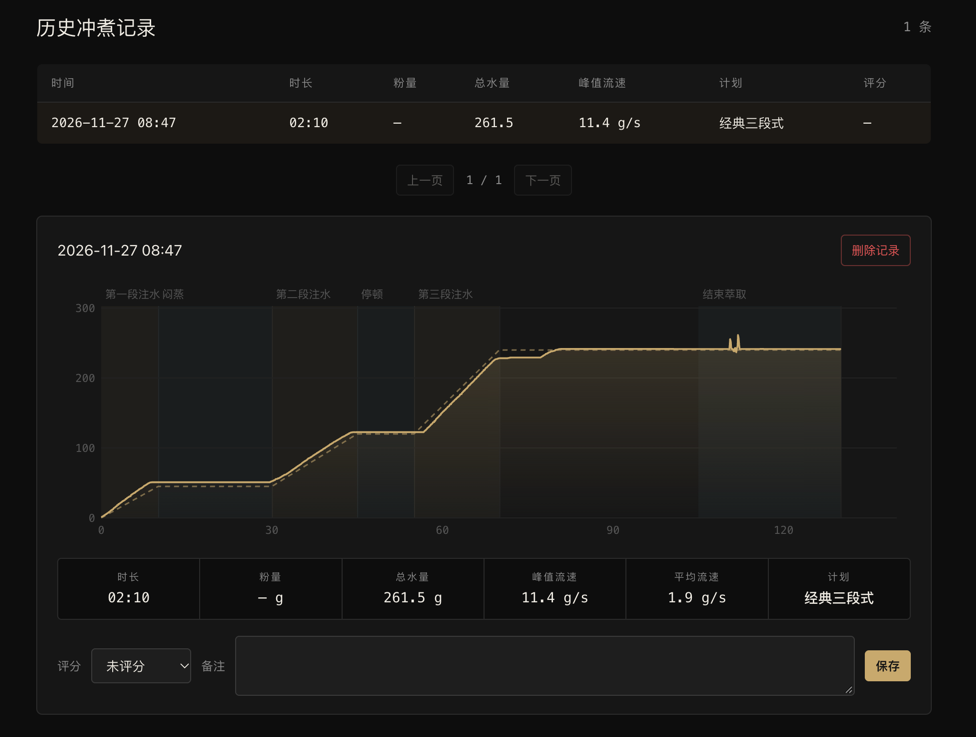 历史冲煮记录 1 条
时间 时长 粉量 总水量 峰值流速 计划 评分
2026-11-27 08:47 02:10 — 261.5 11.4 g/s 经典三段式 —
上一页 1 / 1 下一页
2026-11-27 08:47 删除记录
第一段注水 闷蒸 第二段注水 停顿 第三段注水 结束萃取
300
200
100
0
0 30 60 90 120
时长 粉量 总水量 峰值流速 平均流速 计划
02:10 — g 261.5 g 11.4 g/s 1.9 g/s 经典三段式
评分 未评分 备注 保存